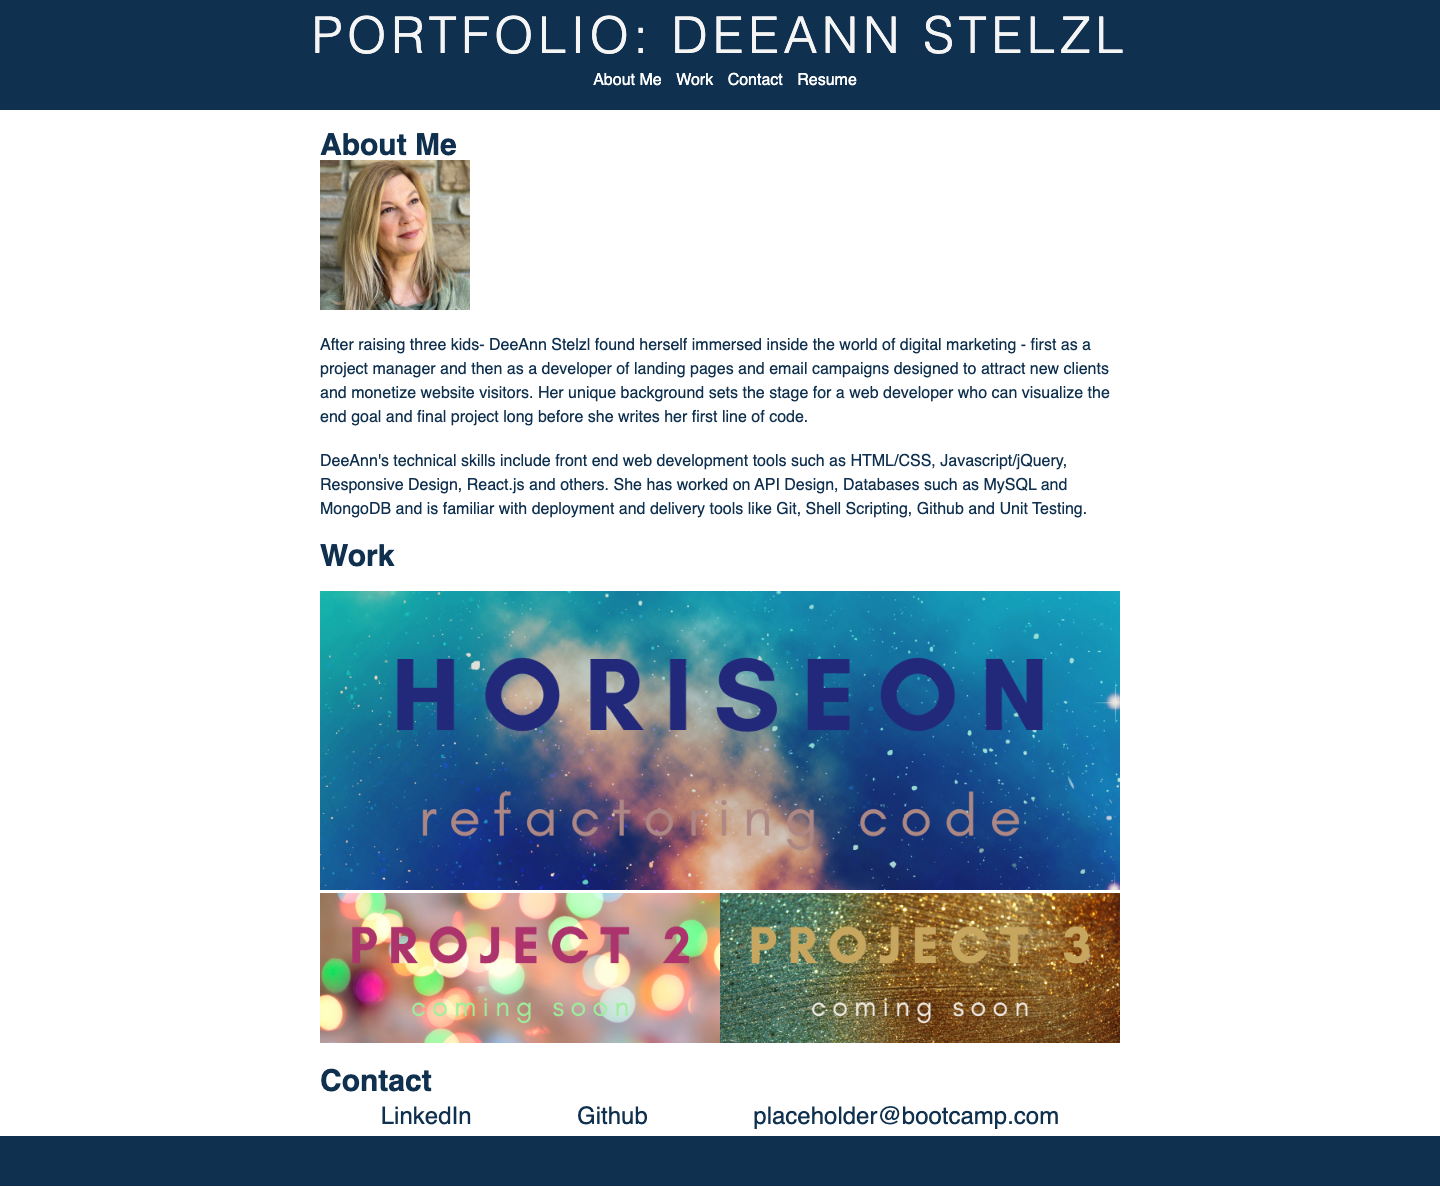 PORTFOLIO: DEEANN STELZL
About Me Work Contact Resume
About Me
After raising three kids- DeeAnn Stelzl found herself immersed inside the world of digital marketing - first as a
project manager and then as a developer of landing pages and email campaigns designed to attract new clients
and monetize website visitors. Her unique background sets the stage for a web developer who can visualize the
end goal and final project long before she writes her first line of code.
DeeAnn's technical skills include front end web development tools such as HTML/CSS, Javascript/jQuery,
Responsive Design, React.js and others. She has worked on API Design, Databases such as MySQL and
MongoDB and is familiar with deployment and delivery tools like Git, Shell Scripting, Github and Unit Testing.
Work
HORISEON
refactoring code
PROJECT 2
coming soon
PROJECT 3
coming soon
Contact
LinkedIn Github placeholder@bootcamp.com